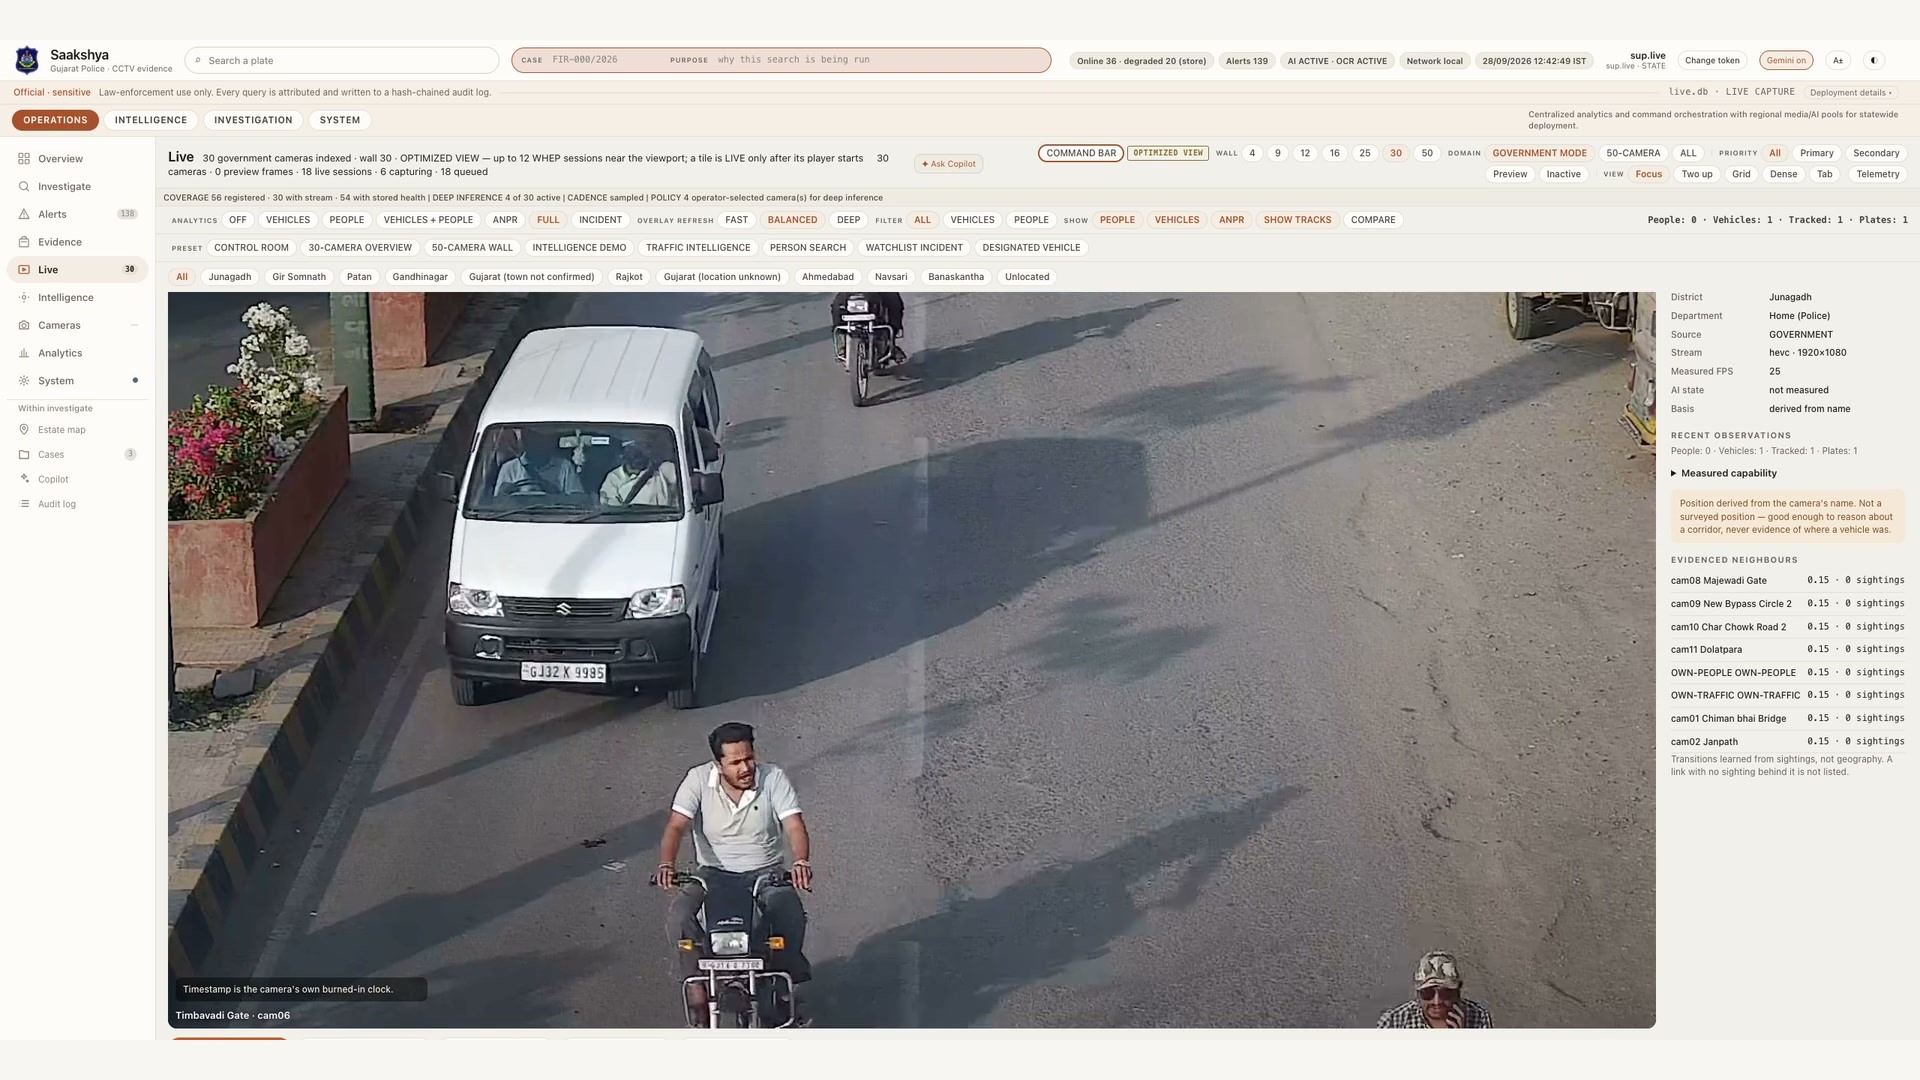 Saakshya
Gujarat Police · CCTV evidence
Search a plate
CASE FIR-000/2026 PURPOSE why this search is being run
Online 36 · degraded 20 (store)
Alerts 139
AI ACTIVE · OCR ACTIVE
Network local
28/09/2026 12:42:49 IST
sup.live
sup.live · STATE
Change token
Gemini on
A±
Official · sensitive Law-enforcement use only. Every query is attributed and written to a hash-chained audit log.
live.db · LIVE CAPTURE
Deployment details
OPERATIONS
INTELLIGENCE
INVESTIGATION
SYSTEM
Centralized analytics and command orchestration with regional media/AI pools for statewide
deployment.
Overview
Investigate
Alerts 138
Evidence
Live 30
Intelligence
Cameras
Analytics
System
Within investigate
Estate map
Cases 3
Copilot
Audit log
Live 30 government cameras indexed · wall 30 · OPTIMIZED VIEW — up to 12 WHEP sessions near the viewport; a tile is LIVE only after its player starts 30
cameras · 0 preview frames · 18 live sessions · 6 capturing · 18 queued
✦ Ask Copilot
COMMAND BAR OPTIMIZED VIEW WALL 4 9 12 16 25 30 50 DOMAIN GOVERNMENT MODE 50-CAMERA ALL PRIORITY All Primary Secondary
Preview Inactive VIEW Focus Two up Grid Dense Tab Telemetry
COVERAGE 56 registered · 30 with stream · 54 with stored health | DEEP INFERENCE 4 of 30 active | CADENCE sampled | POLICY 4 operator-selected camera(s) for deep inference
ANALYTICS OFF VEHICLES PEOPLE VEHICLES + PEOPLE ANPR FULL INCIDENT OVERLAY REFRESH FAST BALANCED DEEP FILTER ALL VEHICLES PEOPLE SHOW PEOPLE VEHICLES ANPR SHOW TRACKS COMPARE
People: 0 · Vehicles: 1 · Tracked: 1 · Plates: 1
PRESET CONTROL ROOM 30-CAMERA OVERVIEW 50-CAMERA WALL INTELLIGENCE DEMO TRAFFIC INTELLIGENCE PERSON SEARCH WATCHLIST INCIDENT DESIGNATED VEHICLE
All Junagadh Gir Somnath Patan Gandhinagar Gujarat (town not confirmed) Rajkot Gujarat (location unknown) Ahmedabad Navsari Banaskantha Unlocated
GJ32 K 9985
Timestamp is the camera's own burned-in clock.
Timbavadi Gate · cam06
District Junagadh
Department Home (Police)
Source GOVERNMENT
Stream hevc · 1920×1080
Measured FPS 25
AI state not measured
Basis derived from name
RECENT OBSERVATIONS
People: 0 · Vehicles: 1 · Tracked: 1 · Plates: 1
Measured capability
Position derived from the camera's name. Not a
surveyed position — good enough to reason about
a corridor, never evidence of where a vehicle was.
EVIDENCED NEIGHBOURS
cam08 Majewadi Gate 0.15 · 0 sightings
cam09 New Bypass Circle 2 0.15 · 0 sightings
cam10 Char Chowk Road 2 0.15 · 0 sightings
cam11 Dolatpara 0.15 · 0 sightings
OWN-PEOPLE OWN-PEOPLE 0.15 · 0 sightings
OWN-TRAFFIC OWN-TRAFFIC 0.15 · 0 sightings
cam01 Chiman bhai Bridge 0.15 · 0 sightings
cam02 Janpath 0.15 · 0 sightings
Transitions learned from sightings, not geography. A
link with no sighting behind it is not listed.